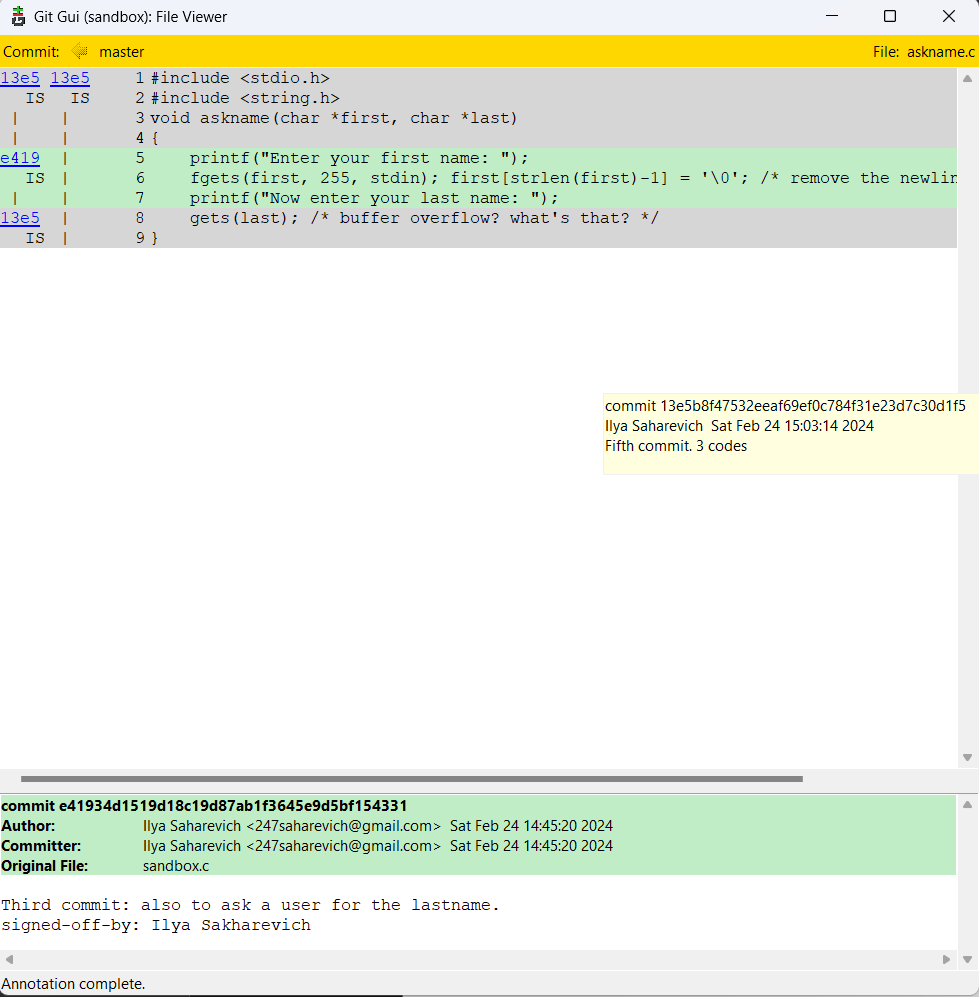 Git Gui (sandbox): File Viewer
Commit: master File: askname.c
13e5 13e5 1 #include <stdio.h>
IS IS 2 #include <string.h>
| | 3 void askname(char *first, char *last)
| | 4 {
e419 | 5 printf("Enter your first name: ");
IS | 6 fgets(first, 255, stdin); first[strlen(first)-1] = '\0'; /* remove the newlin
| | 7 printf("Now enter your last name: ");
13e5 | 8 gets(last); /* buffer overflow? what's that? */
IS | 9 }
commit 13e5b8f47532eeaf69ef0c784f31e23d7c30d1f5
Ilya Saharevich Sat Feb 24 15:03:14 2024
Fifth commit. 3 codes
commit e41934d1519d18c19d87ab1f3645e9d5bf154331
Author: Ilya Saharevich <247saharevich@gmail.com> Sat Feb 24 14:45:20 2024
Committer: Ilya Saharevich <247saharevich@gmail.com> Sat Feb 24 14:45:20 2024
Original File: sandbox.c
Third commit: also to ask a user for the lastname.
signed-off-by: Ilya Sakharevich
Annotation complete.